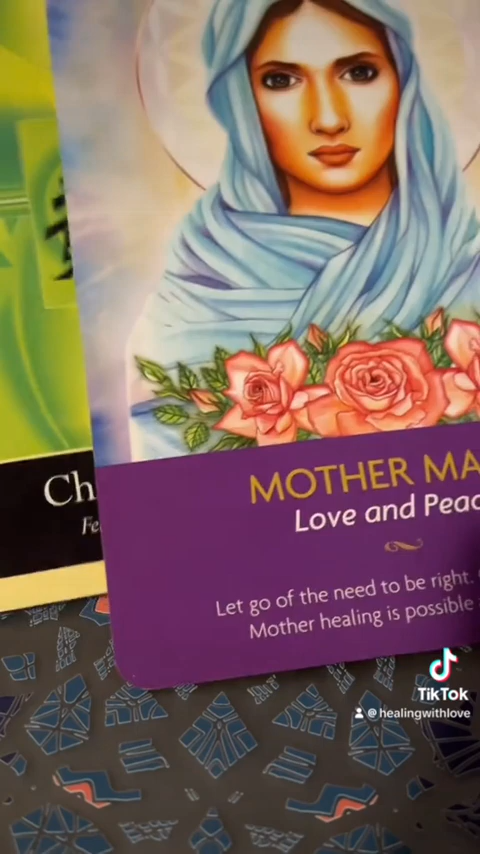 MOTHER MA
Love and Peac
Let go of the need to be right.
Mother healing is possible
Ch
Fe
TikTok
@healingwithlove